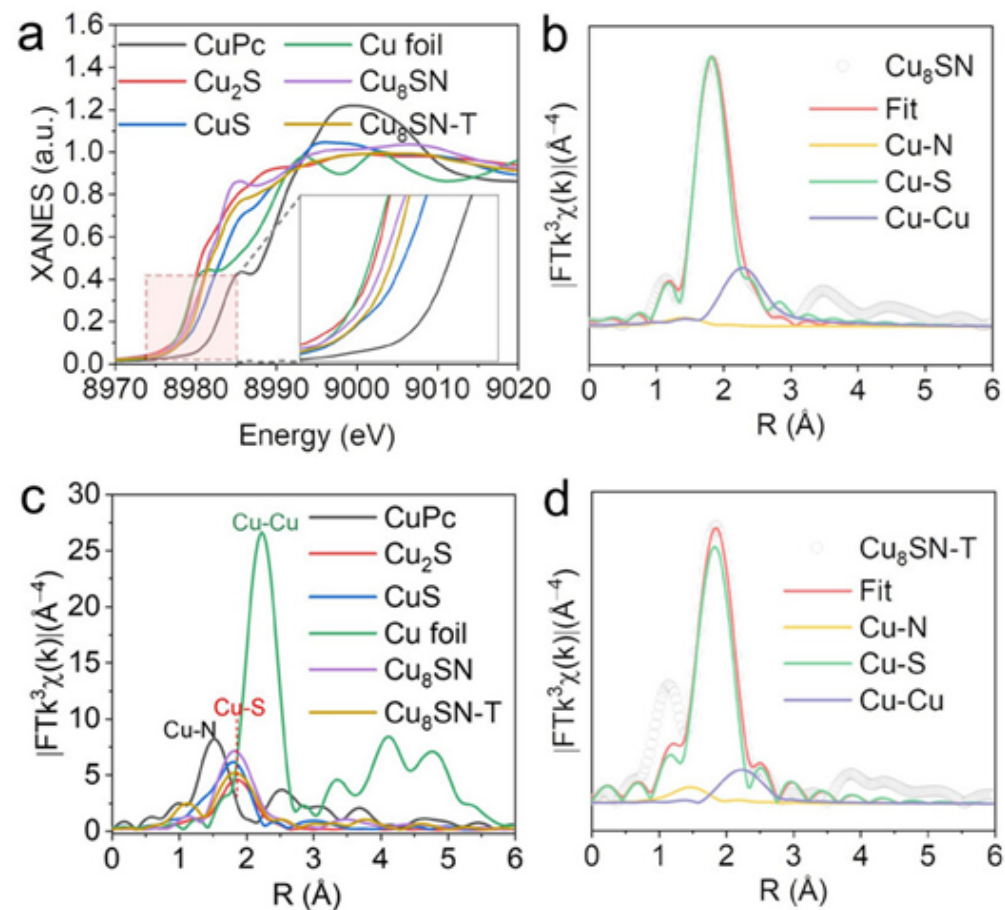 a
XANES (a.u.)
1.6
1.4
1.2
1.0
0.8
0.6
0.4
0.2
0.0
CuPc
Cu₂S
CuS
Cu foil
Cu₈SN
Cu₈SN-T
8970 8980 8990 9000 9010 9020
Energy (eV)
b
|FTk³χ(k)|(Å⁻⁴)
Cu₈SN
Fit
Cu-N
Cu-S
Cu-Cu
0 1 2 3 4 5 6
R (Å)
c
|FTk³χ(k)|(Å⁻⁴)
30
25
20
15
10
5
0
Cu-Cu
Cu-S
Cu-N
CuPc
Cu₂S
CuS
Cu foil
Cu₈SN
Cu₈SN-T
0 1 2 3 4 5 6
R (Å)
d
|FTk³χ(k)|(Å⁻⁴)
Cu₈SN-T
Fit
Cu-N
Cu-S
Cu-Cu
0 1 2 3 4 5 6
R (Å)